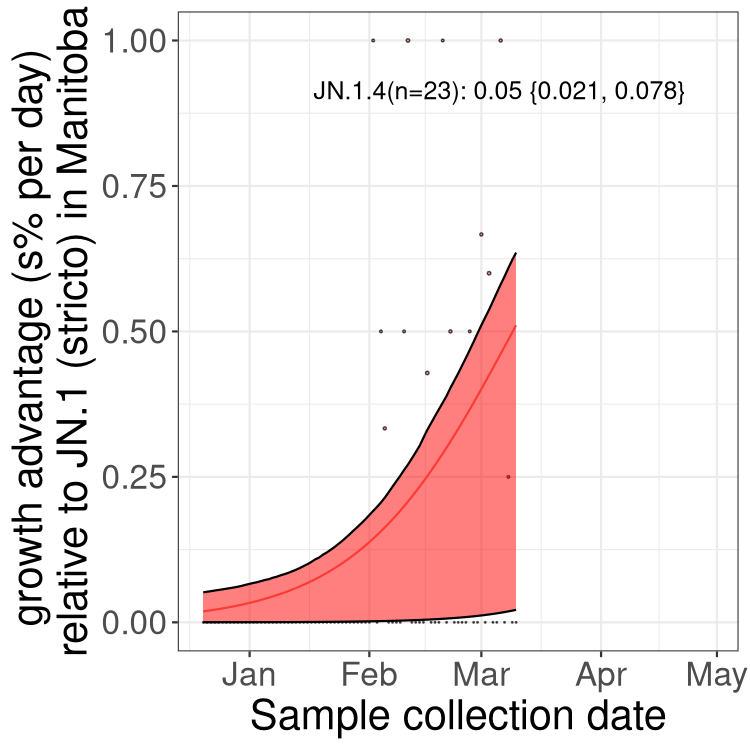 growth advantage (s% per day)
relative to JN.1 (stricto) in Manitoba
1.00
0.75
0.50
0.25
0.00
JN.1.4(n=23): 0.05 {0.021, 0.078}
Jan Feb Mar Apr May
Sample collection date